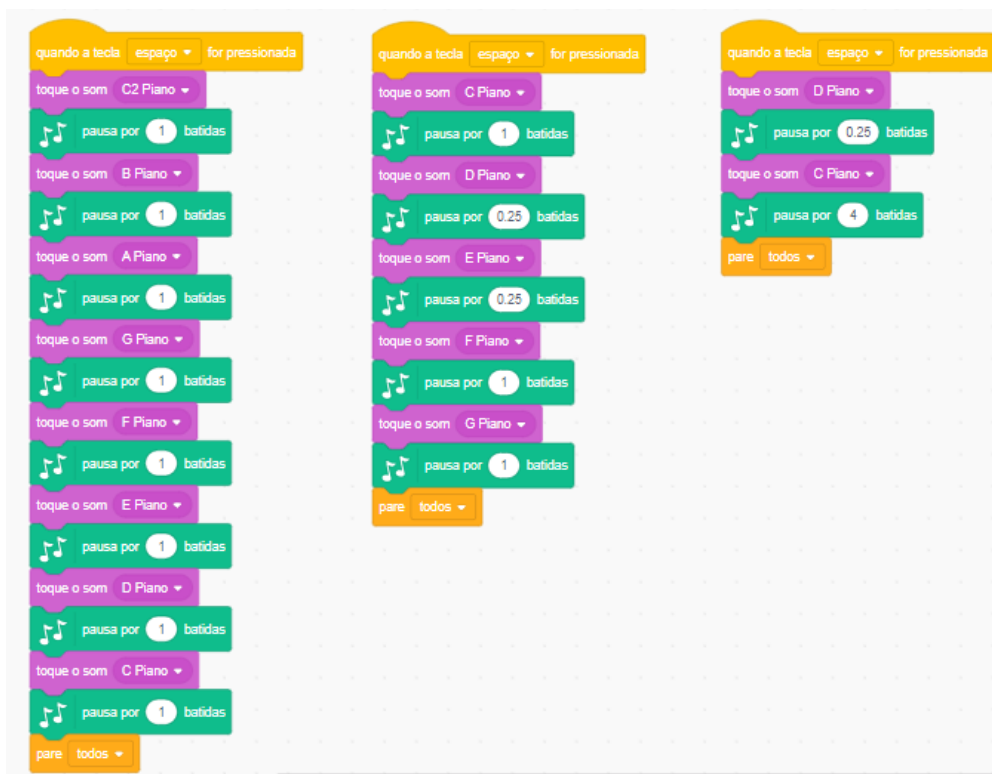 quando a tecla espaço for pressionada
toque o som C2 Piano
pausa por 1 batidas
toque o som B Piano
pausa por 1 batidas
toque o som A Piano
pausa por 1 batidas
toque o som G Piano
pausa por 1 batidas
toque o som F Piano
pausa por 1 batidas
toque o som E Piano
pausa por 1 batidas
toque o som D Piano
pausa por 1 batidas
toque o som C Piano
pausa por 1 batidas
pare todos
quando a tecla espaço for pressionada
toque o som C Piano
pausa por 1 batidas
toque o som D Piano
pausa por 0.25 batidas
toque o som E Piano
pausa por 0.25 batidas
toque o som F Piano
pausa por 1 batidas
toque o som G Piano
pausa por 1 batidas
pare todos
quando a tecla espaço for pressionada
toque o som D Piano
pausa por 0.25 batidas
toque o som C Piano
pausa por 4 batidas
pare todos